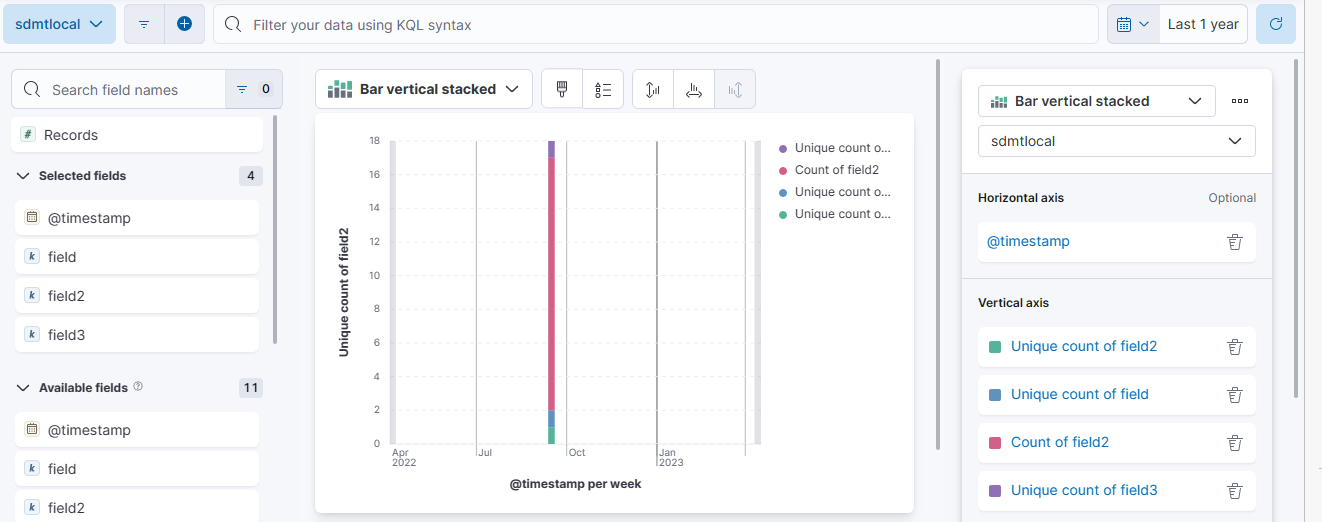 sdmtlocal
Filter your data using KQL syntax
Last 1 year
Search field names
0
# Records
Selected fields
4
@timestamp
k field
k field2
k field3
Available fields
11
@timestamp
k field
k field2
Bar vertical stacked
Unique count of field2
18
16
14
12
10
8
6
4
2
0
Apr
2022
Jul
Oct
Jan
2023
@timestamp per week
Unique count o...
Count of field2
Unique count o...
Unique count o...
Bar vertical stacked
sdmtlocal
Horizontal axis
Optional
@timestamp
Vertical axis
Unique count of field2
Unique count of field
Count of field2
Unique count of field3